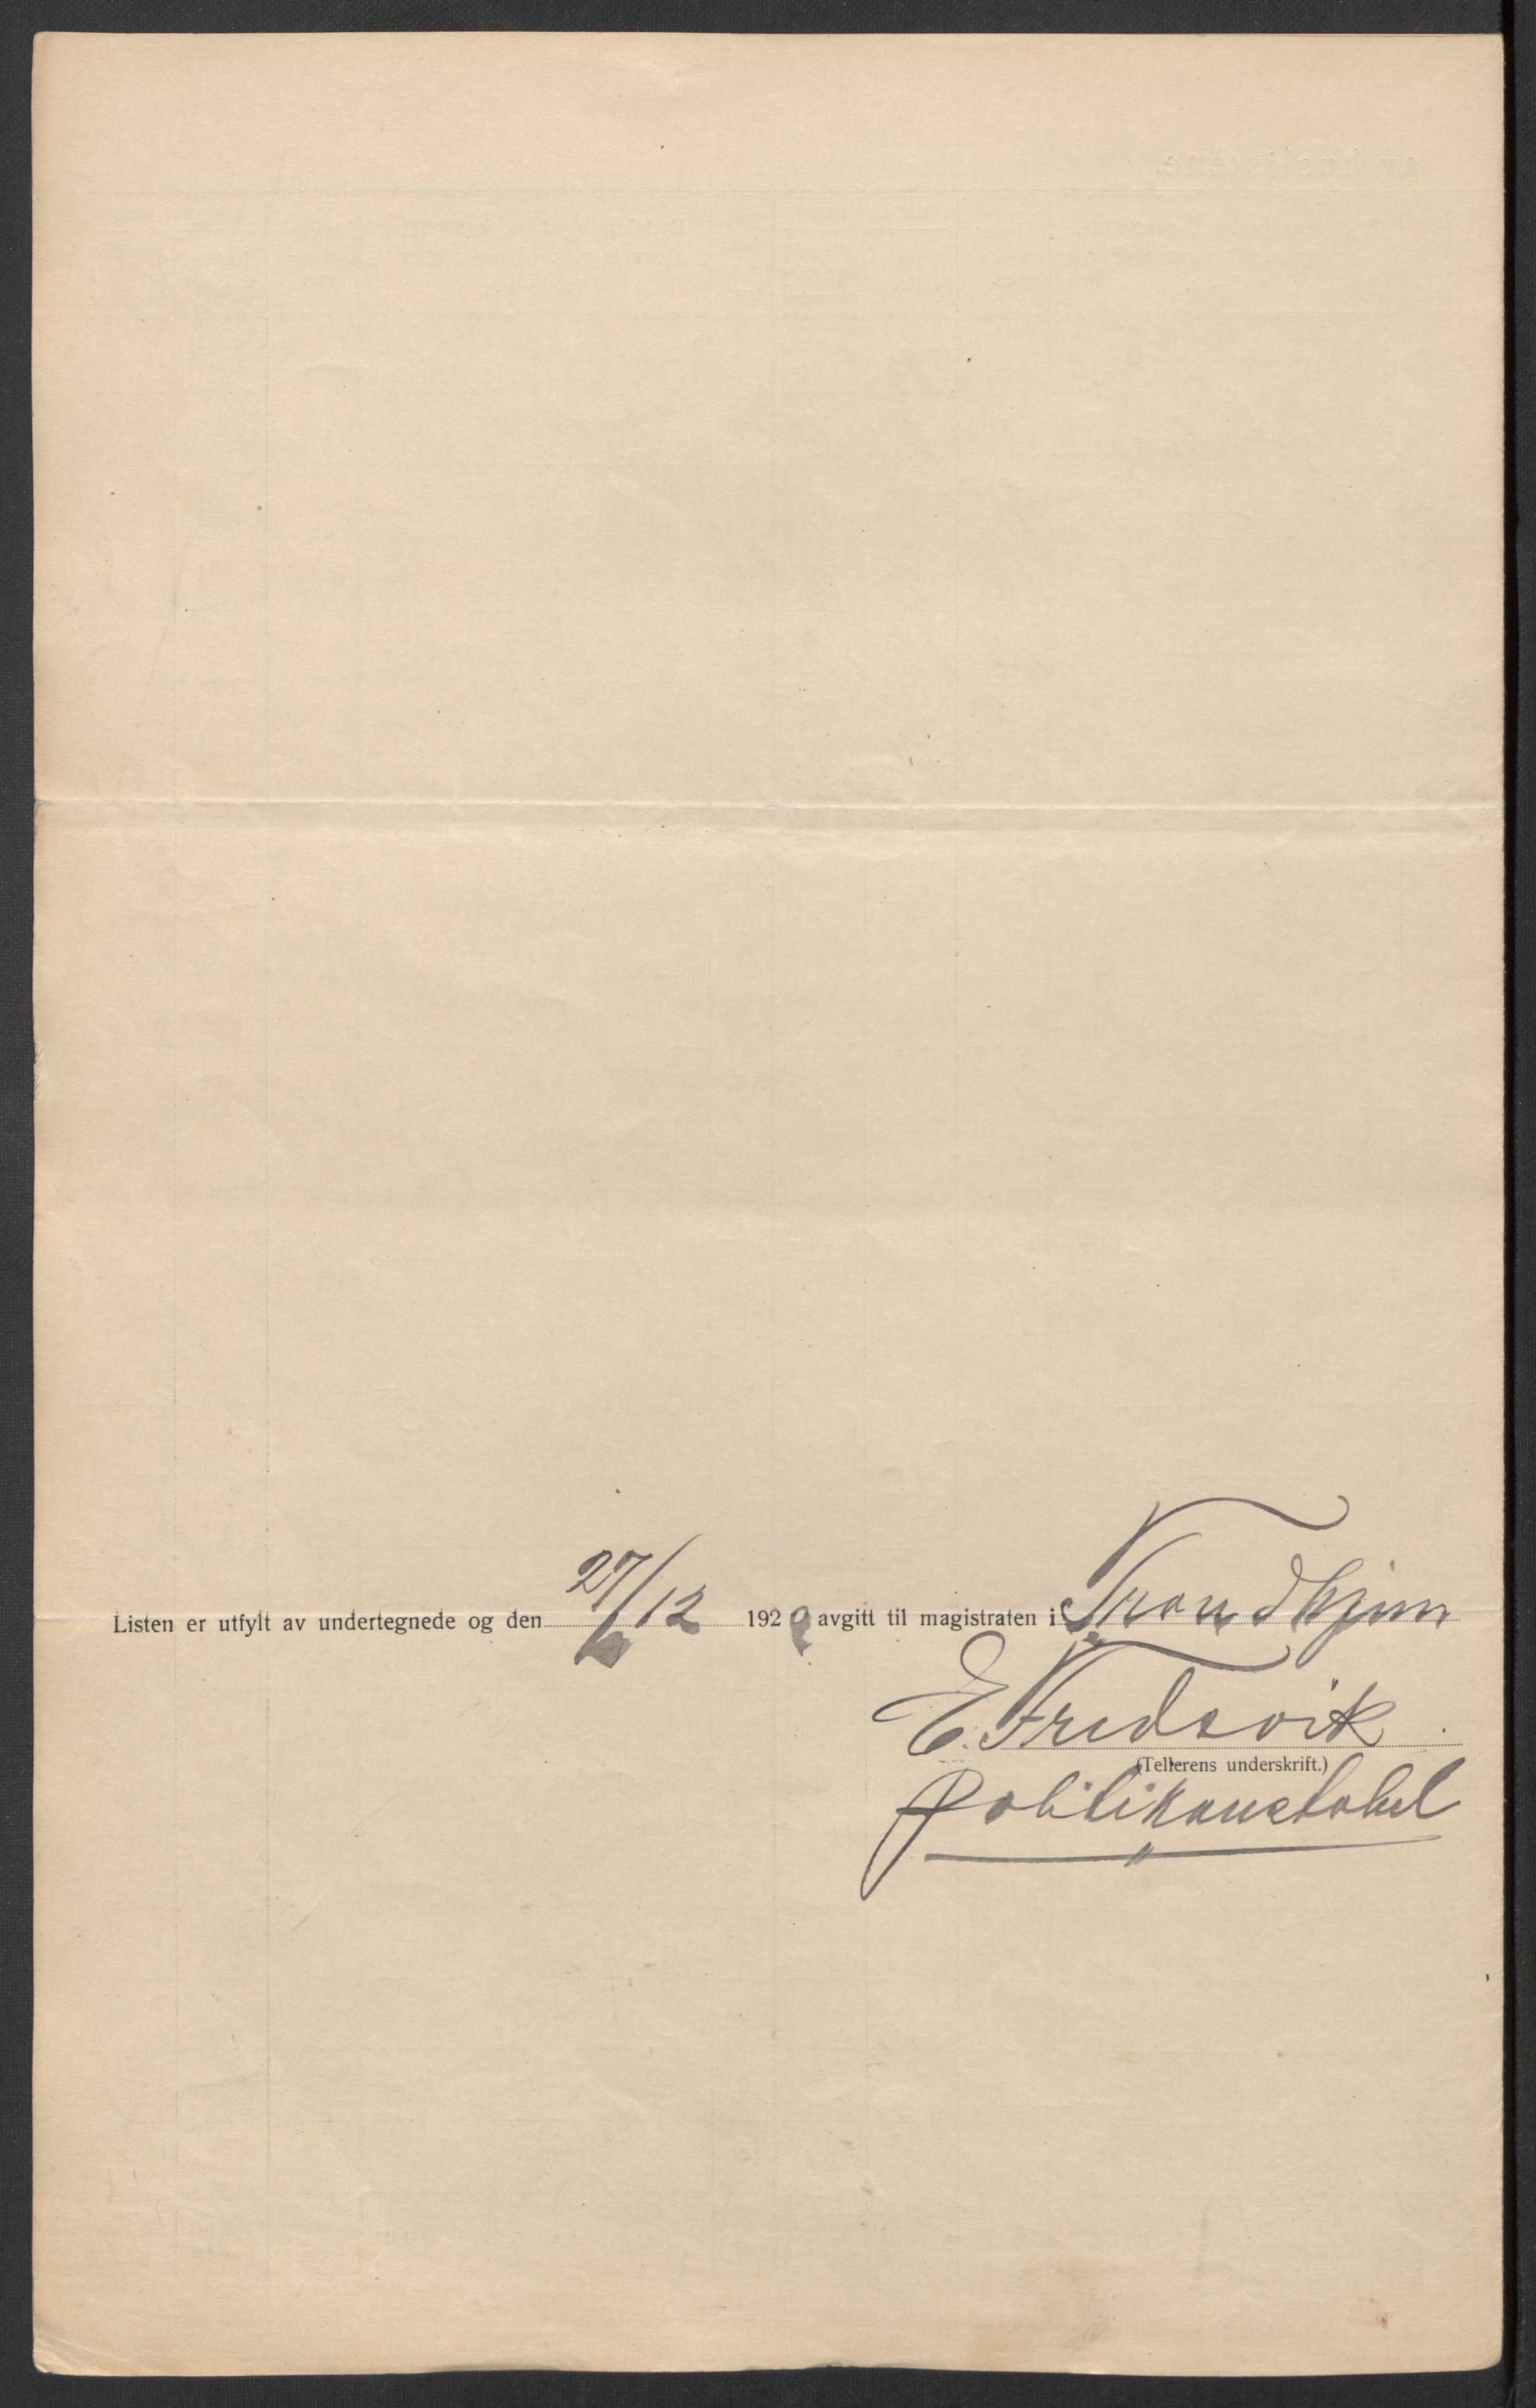 Listen er utfylt av undertegnede og den 27/12 1920 avgitt til magistraten i Trondhjem
E. Fredsvik
(Tellerens underskrift.)
Politikonstabel